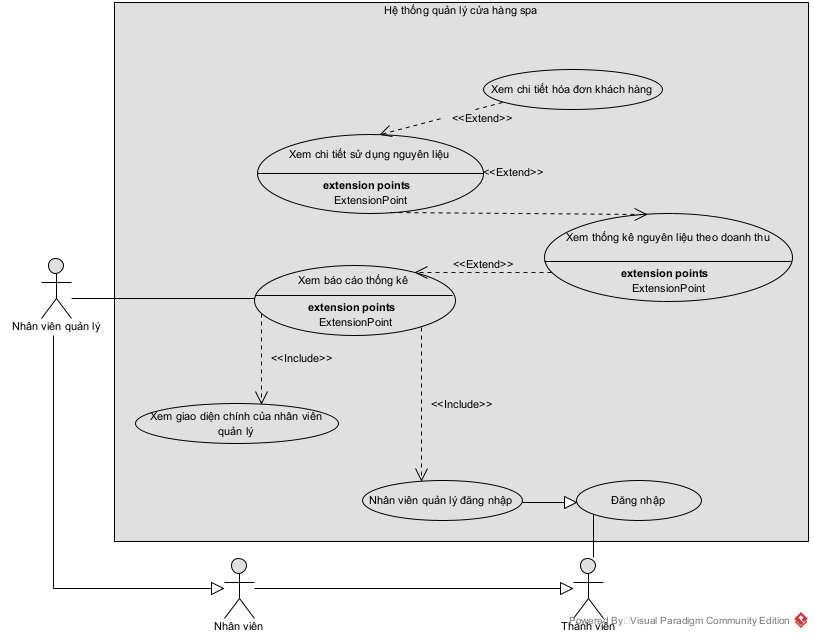 Hệ thống quản lý cửa hàng spa
Xem chi tiết hóa đơn khách hàng
<<Extend>>
Xem chi tiết sử dụng nguyên liệu
<<Extend>>
extension points
ExtensionPoint
Xem thống kê nguyên liệu theo doanh thu
<<Extend>>
extension points
ExtensionPoint
Xem báo cáo thống kê
extension points
ExtensionPoint
Nhân viên quản lý
<<Include>>
<<Include>>
Xem giao diện chính của nhân viên
quản lý
Nhân viên quản lý đăng nhập
Đăng nhập
Nhân viên
Thành viên
Powered By Visual Paradigm Community Edition